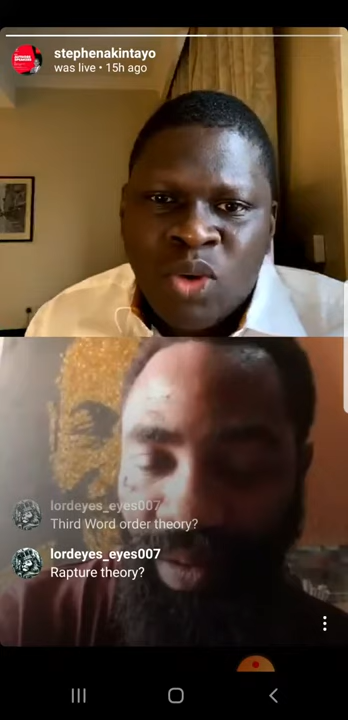 stephenakintayo
was live • 15h ago
lordeyes_eyes007
Third Word order theory?
lordeyes_eyes007
Rapture theory?